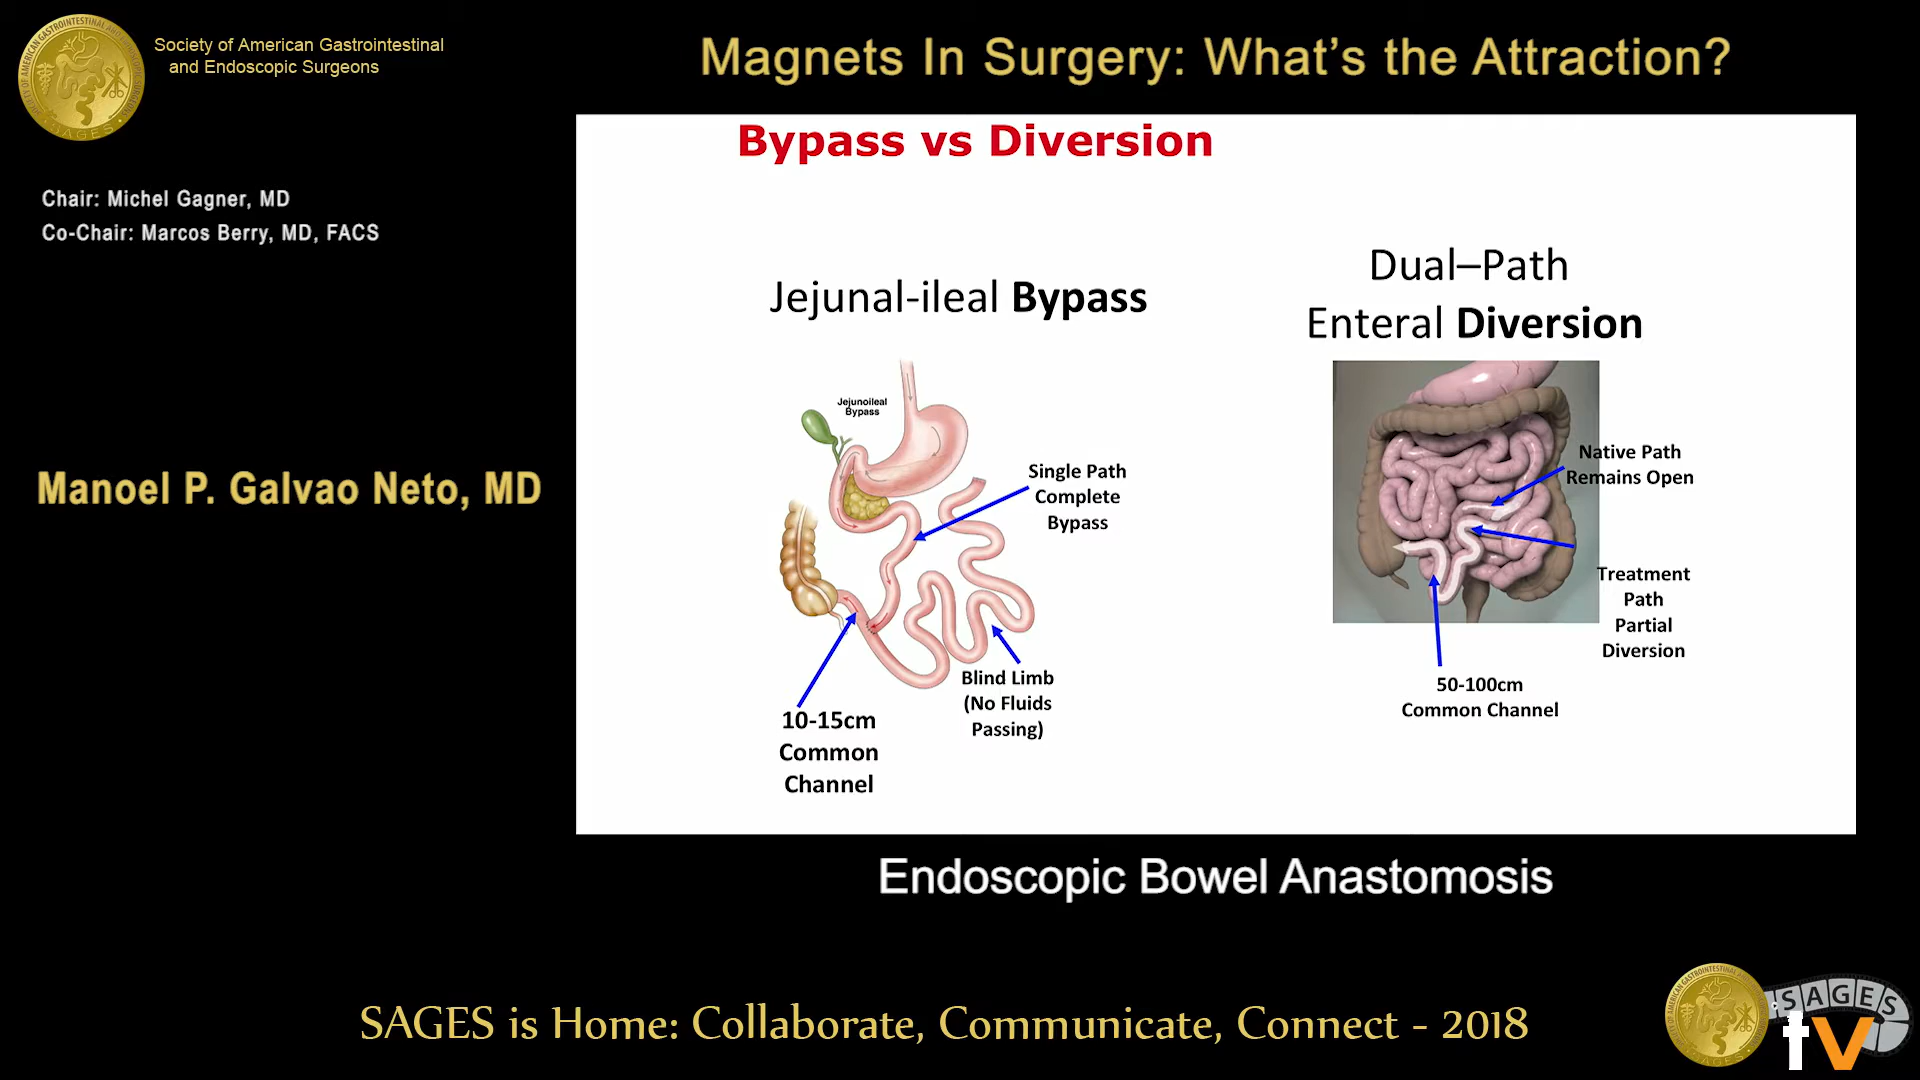 Society of American Gastrointestinal
and Endoscopic Surgeons
SAGES
Magnets In Surgery: What's the Attraction?
Chair: Michel Gagner, MD
Co-Chair: Marcos Berry, MD, FACS
Manoel P. Galvao Neto, MD
Bypass vs Diversion
Jejunal-ileal Bypass
Jejunoileal
Bypass
Single Path
Complete
Bypass
Blind Limb
(No Fluids
Passing)
10-15cm
Common
Channel
Dual–Path
Enteral Diversion
Native Path
Remains Open
Treatment
Path
Partial
Diversion
50-100cm
Common Channel
Endoscopic Bowel Anastomosis
SAGES is Home: Collaborate, Communicate, Connect - 2018
SAGES
tv